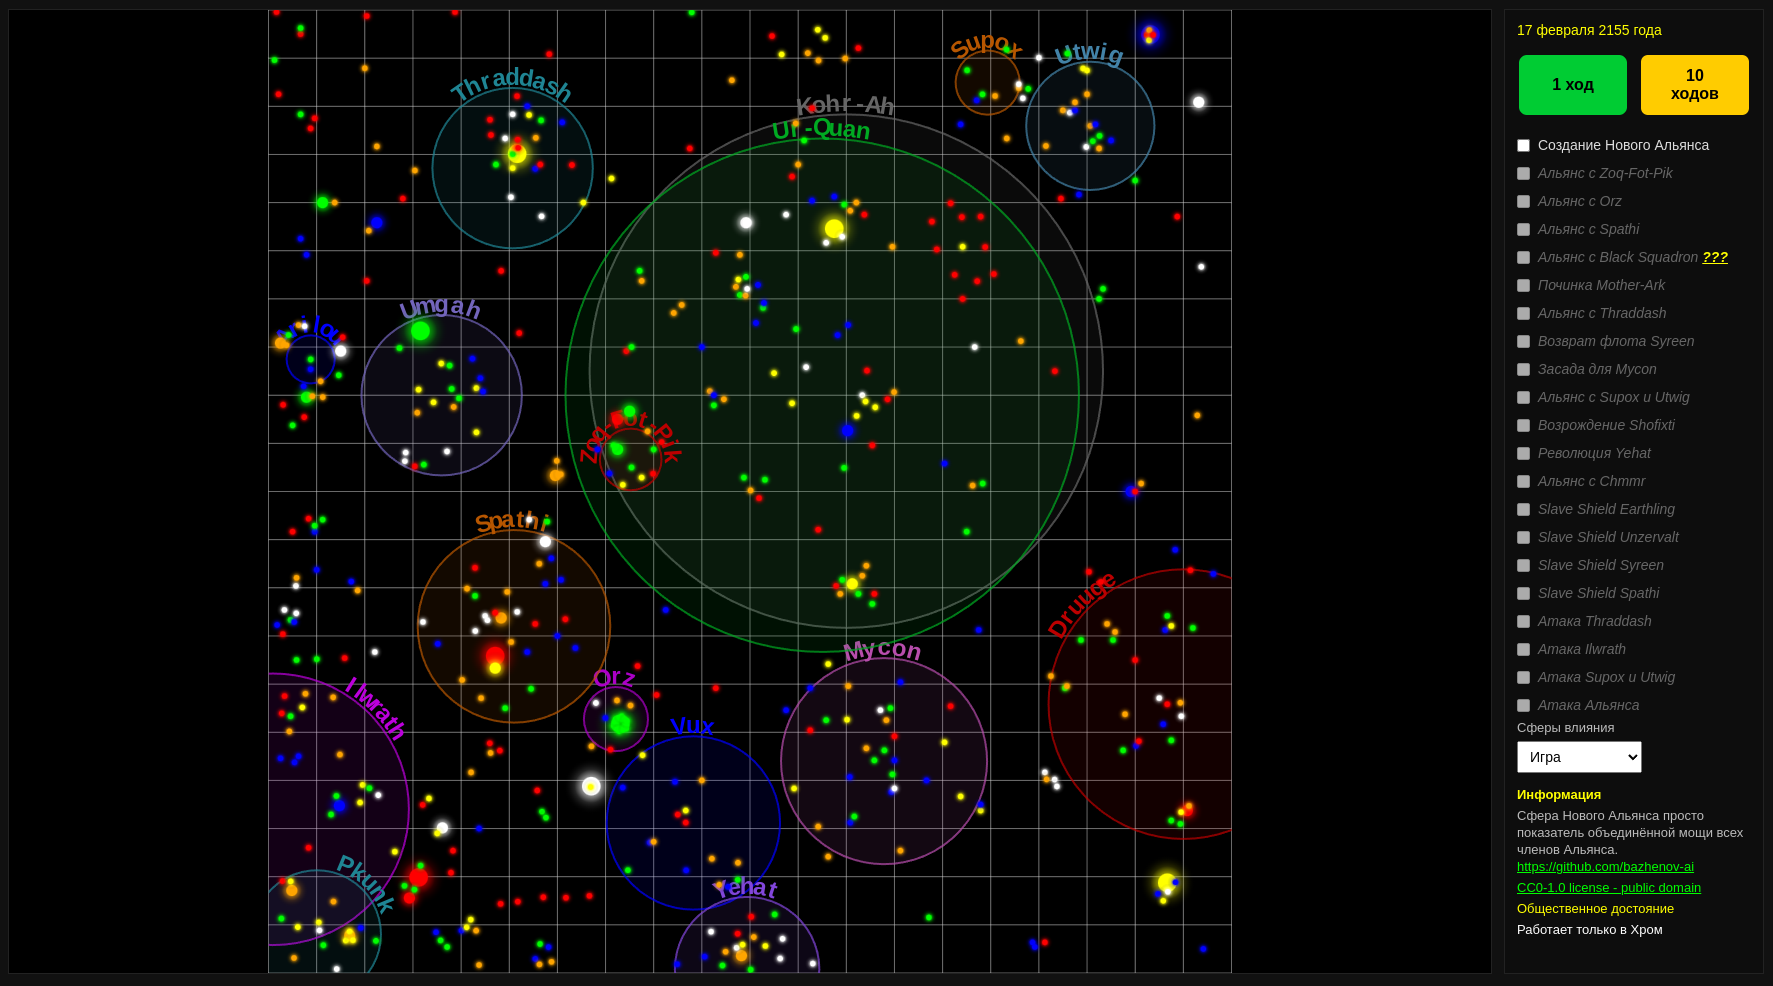 17 февраля 2155 года
1 ход
10 ходов
Создание Нового Альянса
Альянс с Zoq-Fot-Pik
Альянс с Orz
Альянс с Spathi
Альянс с Black Squadron ???
Починка Mother-Ark
Альянс с Thraddash
Возврат флота Syreen
Засада для Mycon
Альянс с Supox и Utwig
Возрождение Shofixti
Революция Yehat
Альянс с Chmmr
Slave Shield Earthling
Slave Shield Unzervalt
Slave Shield Syreen
Slave Shield Spathi
Атака Thraddash
Атака Ilwrath
Атака Supox и Utwig
Атака Альянса
Сферы влияния
Игра
Информация
Сфера Нового Альянса просто
показатель объединённой мощи всех
членов Альянса.
https://github.com/bazhenov-ai
CC0-1.0 license - public domain
Общественное достояние
Работает только в Хром
Supox
Utwig
Thraddash
Kohr-Ah
Ur-Quan
Umgah
Arilou
Zoq-Fot-Pik
Spathi
Druuge
Mycon
Orz
Ilwrath
Vux
Pkunk
Yehat